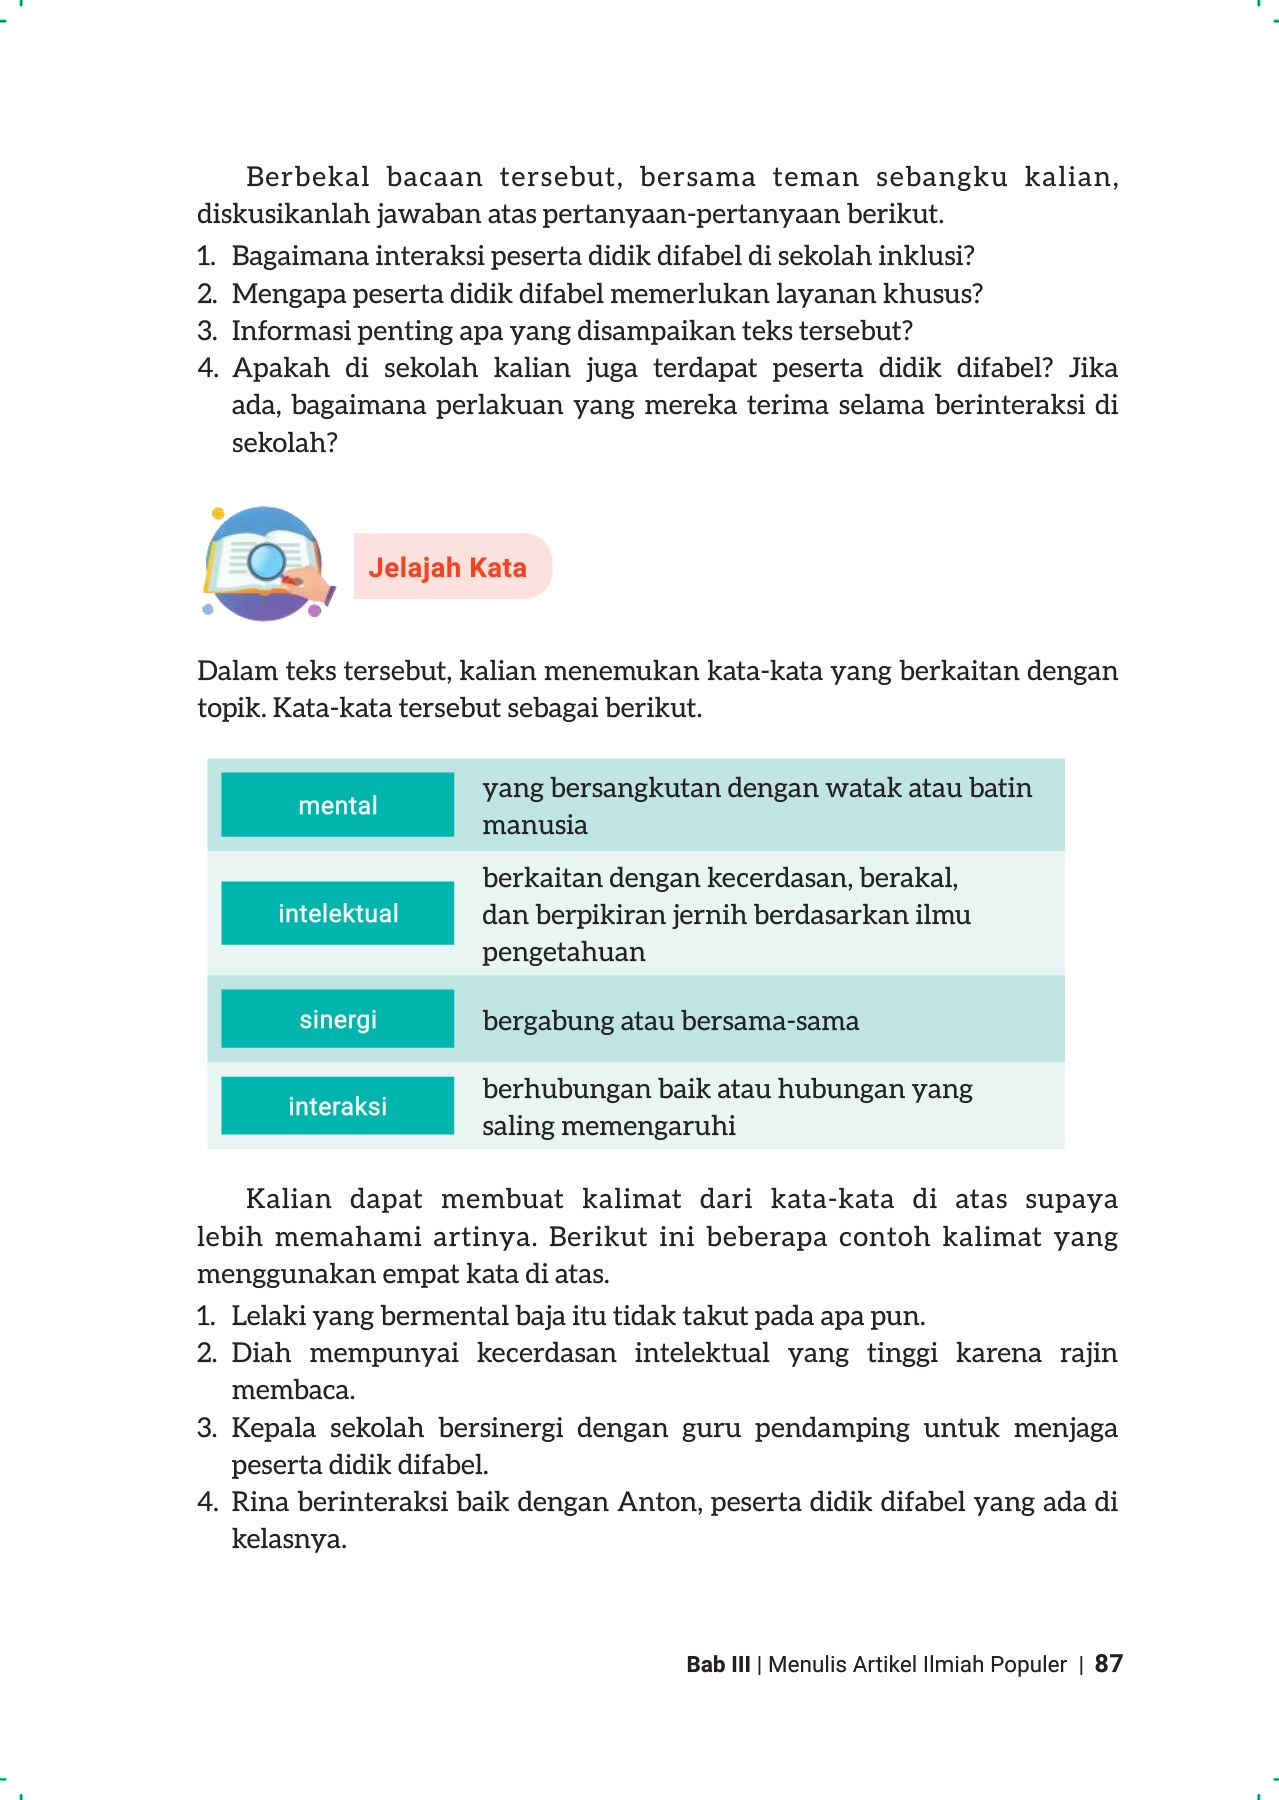 Berbekal bacaan tersebut, bersama teman sebangku kalian,
diskusikanlah jawaban atas pertanyaan-pertanyaan berikut.
1. Bagaimana interaksi peserta didik difabel di sekolah inklusi?
2. Mengapa peserta didik difabel memerlukan layanan khusus?
3. Informasi penting apa yang disampaikan teks tersebut?
4. Apakah di sekolah kalian juga terdapat peserta didik difabel? Jika
ada, bagaimana perlakuan yang mereka terima selama berinteraksi di
sekolah?
Jelajah Kata
Dalam teks tersebut, kalian menemukan kata-kata yang berkaitan dengan
topik. Kata-kata tersebut sebagai berikut.
mental
yang bersangkutan dengan watak atau batin
manusia
intelektual
berkaitan dengan kecerdasan, berakal,
dan berpikiran jernih berdasarkan ilmu
pengetahuan
sinergi
bergabung atau bersama-sama
interaksi
berhubungan baik atau hubungan yang
saling memengaruhi
Kalian dapat membuat kalimat dari kata-kata di atas supaya
lebih memahami artinya. Berikut ini beberapa contoh kalimat yang
menggunakan empat kata di atas.
1. Lelaki yang bermental baja itu tidak takut pada apa pun.
2. Diah mempunyai kecerdasan intelektual yang tinggi karena rajin
membaca.
3. Kepala sekolah bersinergi dengan guru pendamping untuk menjaga
peserta didik difabel.
4. Rina berinteraksi baik dengan Anton, peserta didik difabel yang ada di
kelasnya.
Bab III | Menulis Artikel Ilmiah Populer | 87